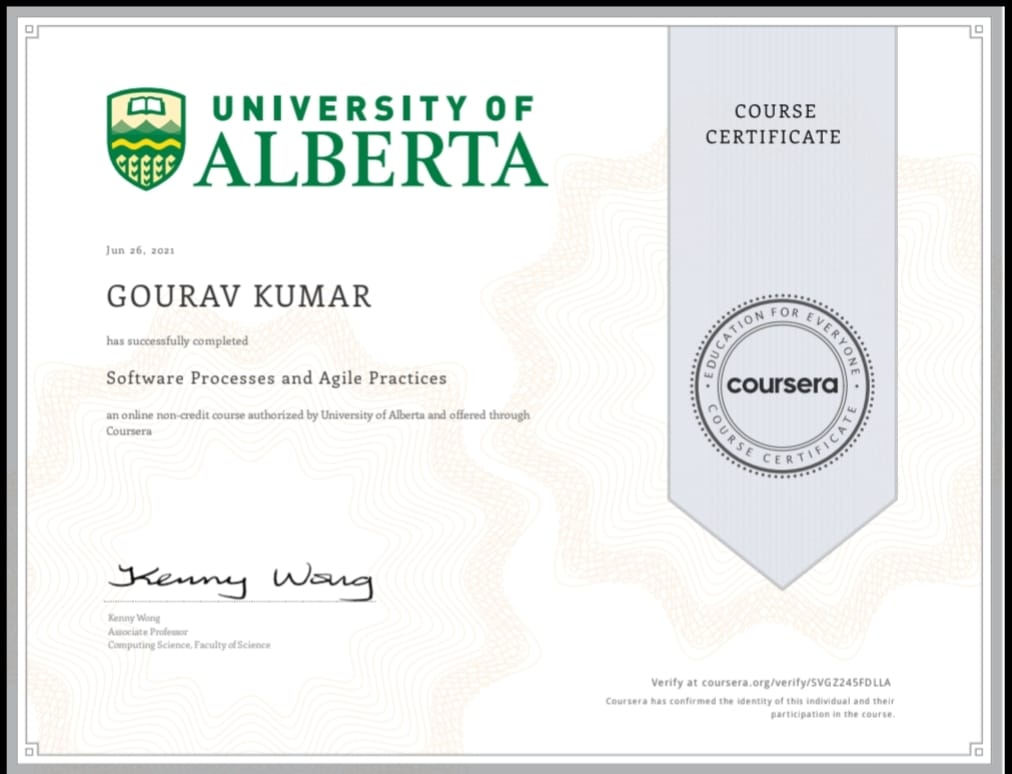 UNIVERSITY OF
ALBERTA
COURSE
CERTIFICATE
Jun 26, 2021
GOURAV KUMAR
has successfully completed
Software Processes and Agile Practices
an online non-credit course authorized by University of Alberta and offered through
Coursera
EDUCATION FOR EVERYONE
coursera
COURSE CERTIFICATE
Kenny Wong
Kenny Wong
Associate Professor
Computing Science, Faculty of Science
Verify at coursera.org/verify/SVGZ245FDLLA
Coursera has confirmed the identity of this individual and their
participation in the course.